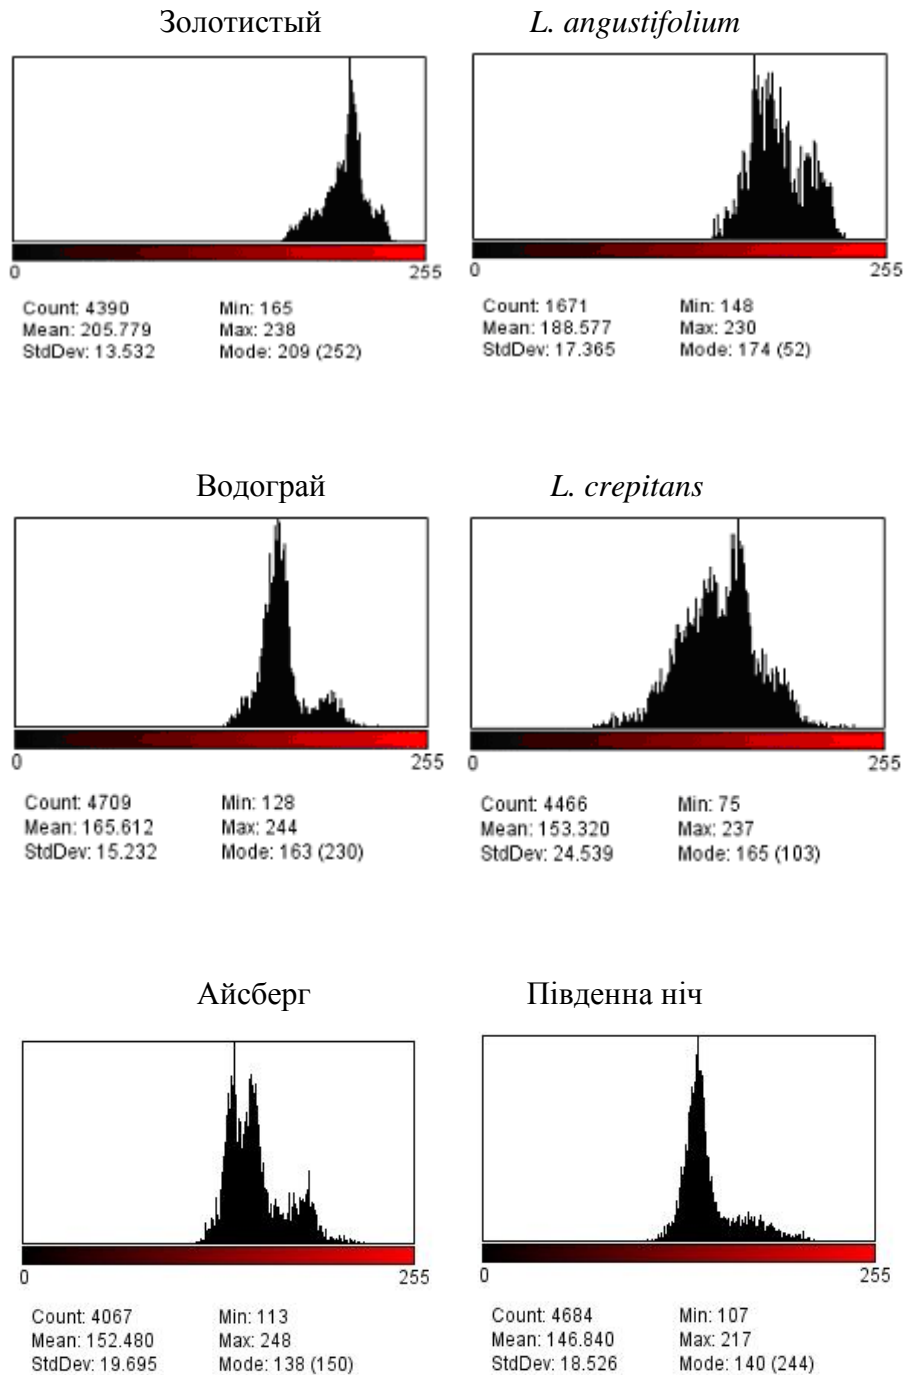 Золотистый L. angustifolium
0 255 0 255
Count: 4390 Min: 165 Count: 1671 Min: 148
Mean: 205.779 Max: 238 Mean: 188.577 Max: 230
StdDev: 13.532 Mode: 209 (252) StdDev: 17.365 Mode: 174 (52)
Водограй L. crepitans
0 255 0 255
Count: 4709 Min: 128 Count: 4466 Min: 75
Mean: 165.612 Max: 244 Mean: 153.320 Max: 237
StdDev: 15.232 Mode: 163 (230) StdDev: 24.539 Mode: 165 (103)
Айсберг Південна ніч
0 255 0 255
Count: 4067 Min: 113 Count: 4684 Min: 107
Mean: 152.480 Max: 248 Mean: 146.840 Max: 217
StdDev: 19.695 Mode: 138 (150) StdDev: 18.526 Mode: 140 (244)